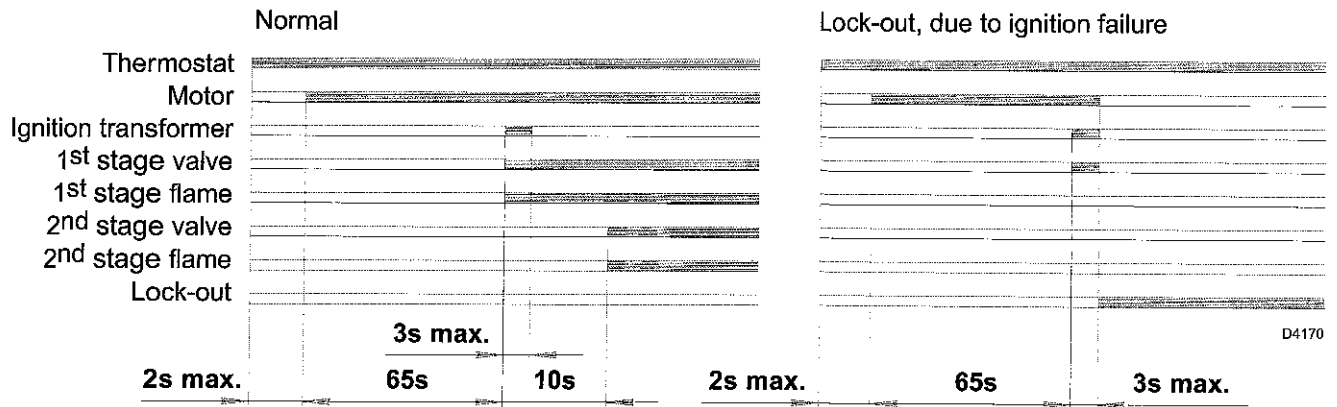 Normal
Lock-out, due to ignition failure
Thermostat
Motor
Ignition transformer
1st stage valve
1st stage flame
2nd stage valve
2nd stage flame
Lock-out
D4170
3s max.
2s max. 65s 10s 2s max. 65s 3s max.